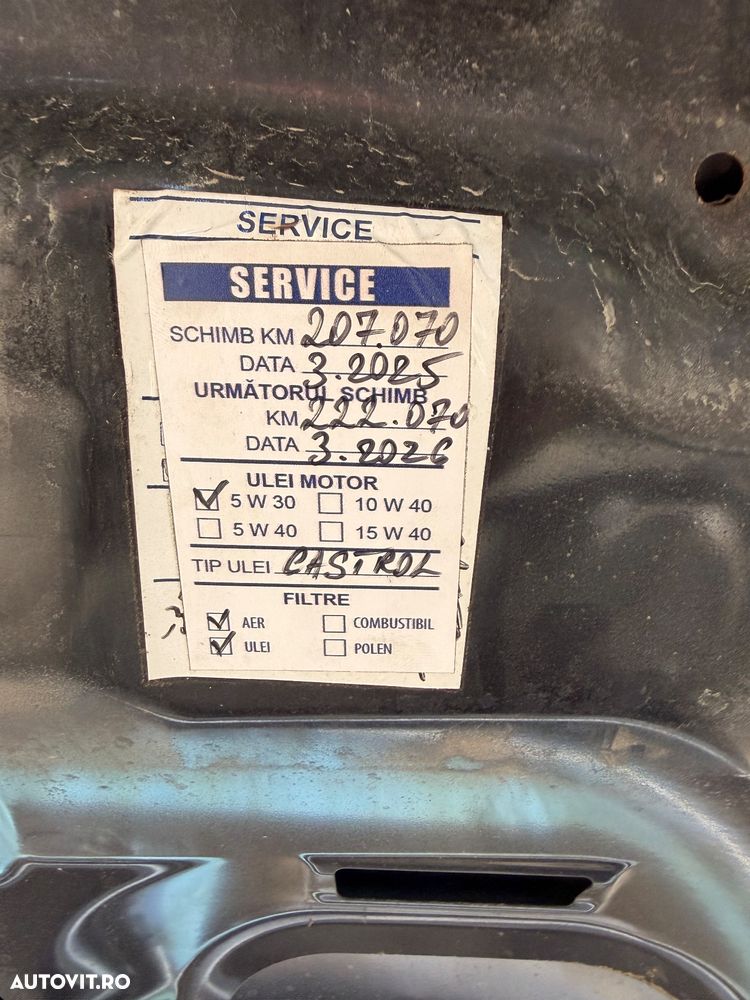 SERVICE
SERVICE
SCHIMB KM 207.070
DATA 3.2025
URMĂTORUL SCHIMB
KM 222.070
DATA 3.2026
ULEI MOTOR
5 W 30 10 W 40
5 W 40 15 W 40
TIP ULEI CASTROL
FILTRE
AER COMBUSTIBIL
ULEI POLEN
AUTOVIT.RO